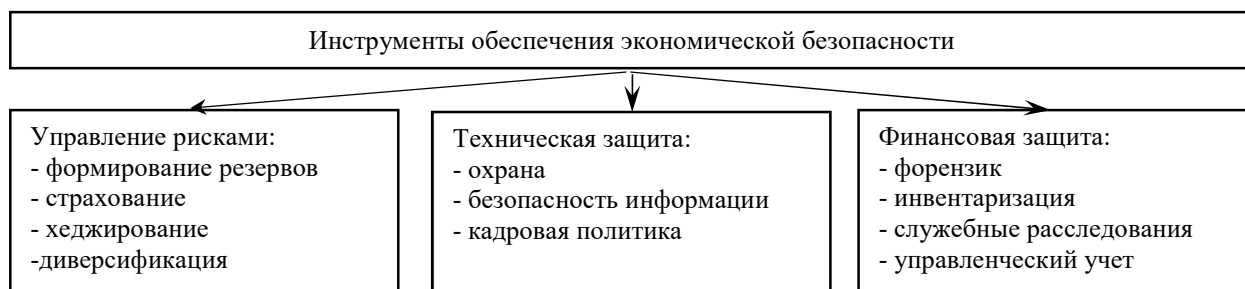 Инструменты обеспечения экономической безопасности
Управление рисками:
- формирование резервов
- страхование
- хеджирование
-диверсификация
Техническая защита:
- охрана
- безопасность информации
- кадровая политика
Финансовая защита:
- форензик
- инвентаризация
- служебные расследования
- управленческий учет